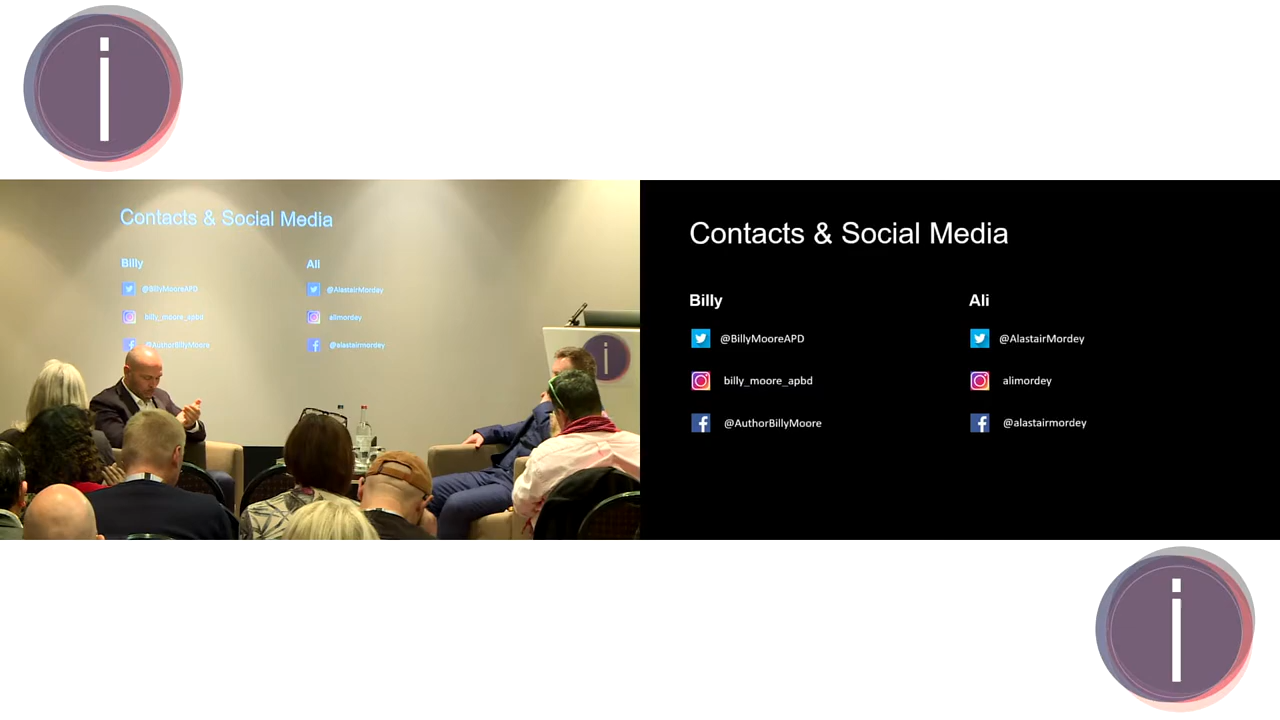 i
Contacts & Social Media
Billy
Ali
@BillyMooreAPD
@AlastairMordey
billy_moore_apbd
alimordey
@AuthorBillyMoore
@alastairmordey
i
Contacts & Social Media
Billy
Ali
@BillyMooreAPD
@AlastairMordey
billy_moore_apbd
alimordey
@AuthorBillyMoore
@alastairmordey
i